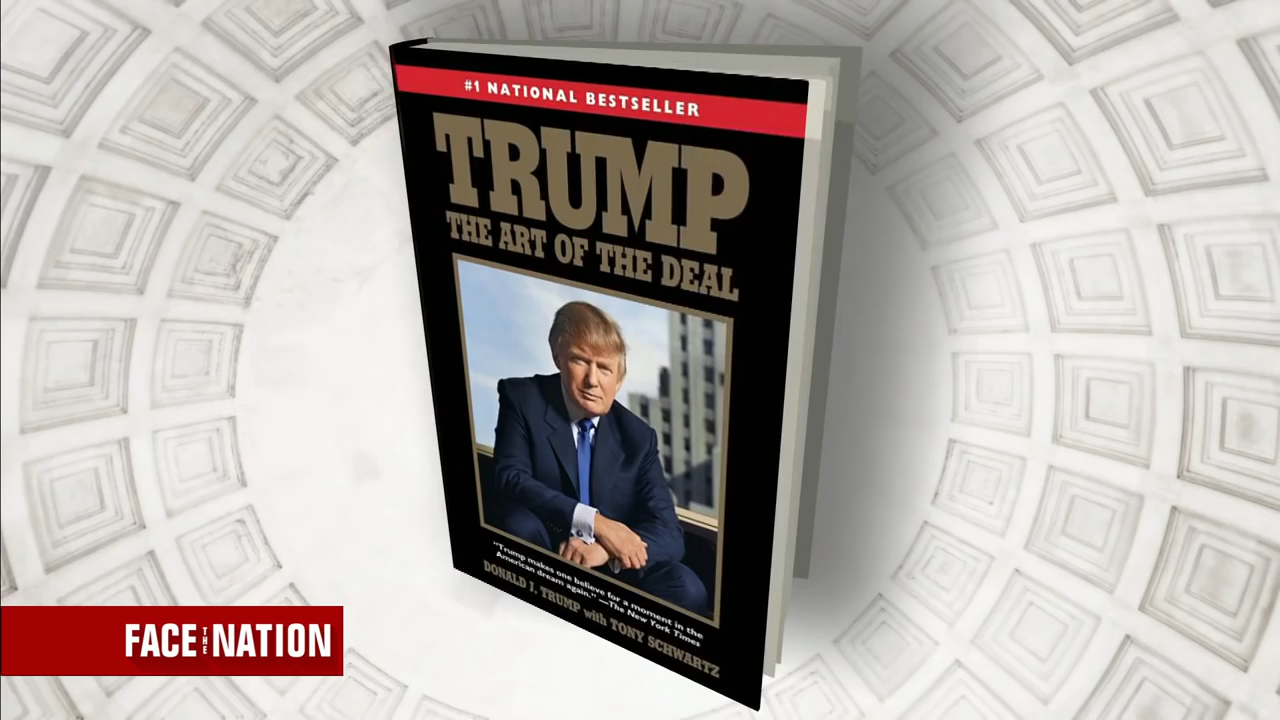 #1 NATIONAL BESTSELLER
TRUMP
THE ART OF THE DEAL
“Trump makes one believe for a moment in the
American dream again.” —The New York Times
DONALD J. TRUMP with TONY SCHWARTZ
FACE THE NATION